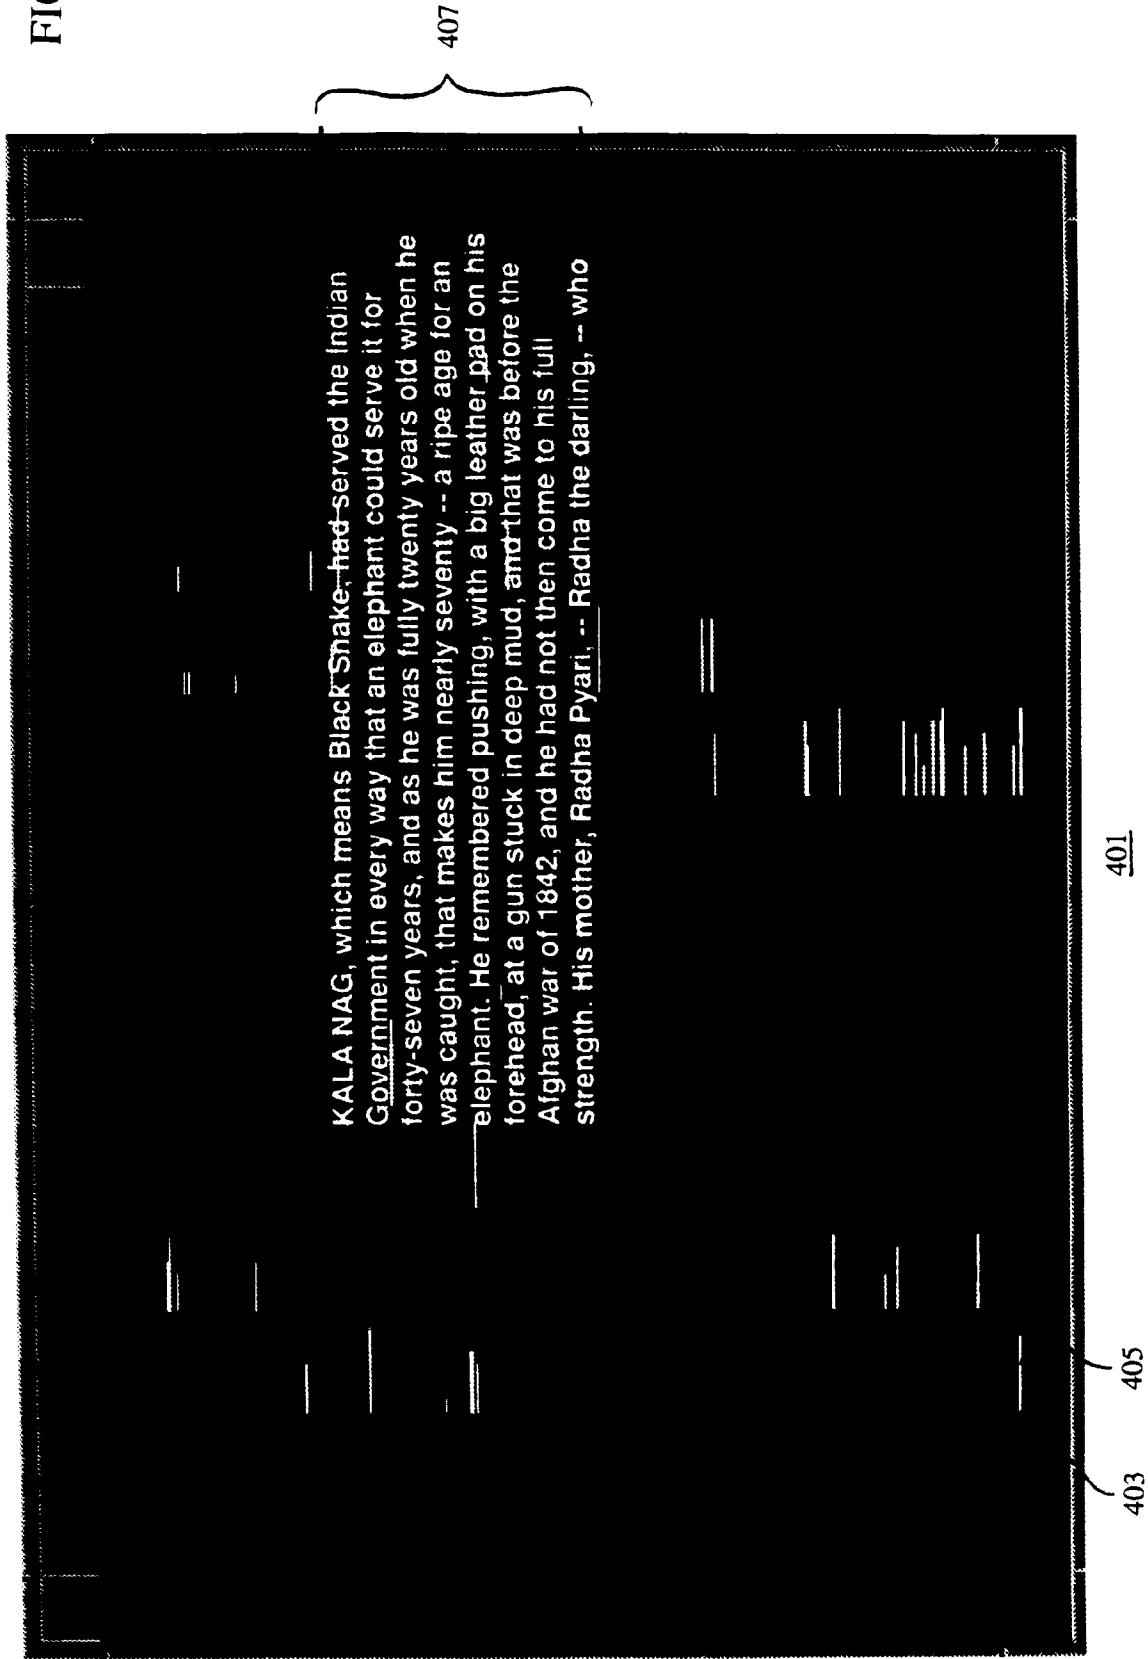 FIG
KALA NAG, which means Black Snake, had served the Indian
Government in every way that an elephant could serve it for
forty-seven years, and as he was fully twenty years old when he
was caught, that makes him nearly seventy -- a ripe age for an
elephant. He remembered pushing, with a big leather pad on his
forehead, at a gun stuck in deep mud, and that was before the
Afghan war of 1842, and he had not then come to his full
strength. His mother, Radha Pyari, -- Radha the darling, -- who
407
401
405
403